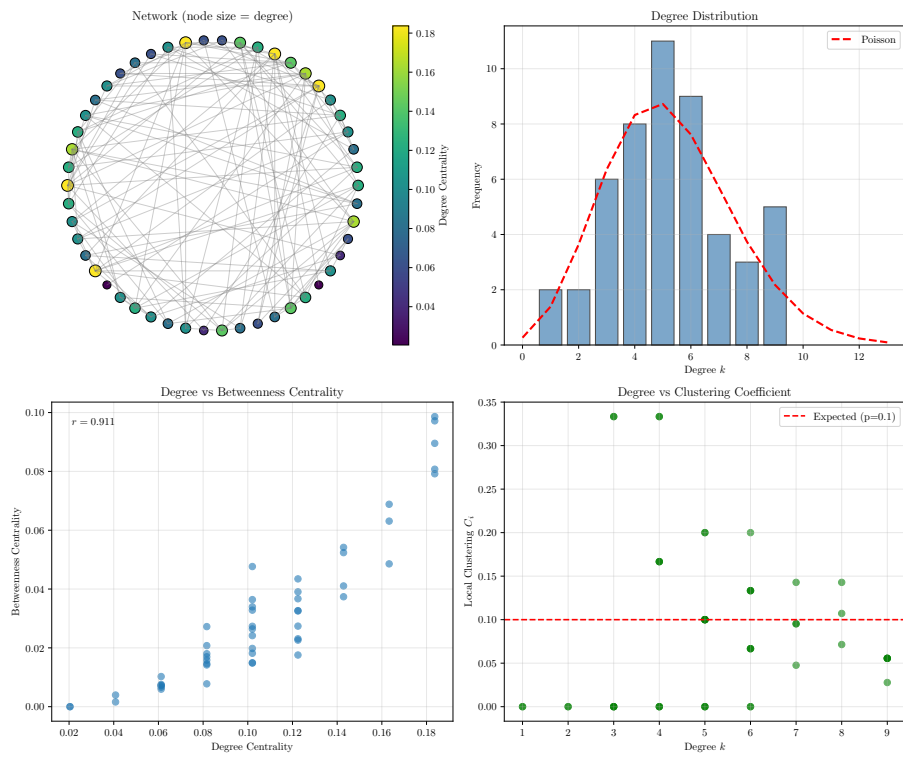 Network (node size = degree)
0.18
0.16
0.14
0.12
0.10
0.08
0.06
0.04
Degree Centrality
Degree Distribution
Poisson
10
8
6
4
2
0
Frequency
0 2 4 6 8 10 12
Degree k
Degree vs Betweenness Centrality
r = 0.911
0.10
0.08
0.06
0.04
0.02
0.00
Betweenness Centrality
0.02 0.04 0.06 0.08 0.10 0.12 0.14 0.16 0.18
Degree Centrality
Degree vs Clustering Coefficient
Expected (p=0.1)
0.35
0.30
0.25
0.20
0.15
0.10
0.05
0.00
Local Clustering C_i
1 2 3 4 5 6 7 8 9
Degree k